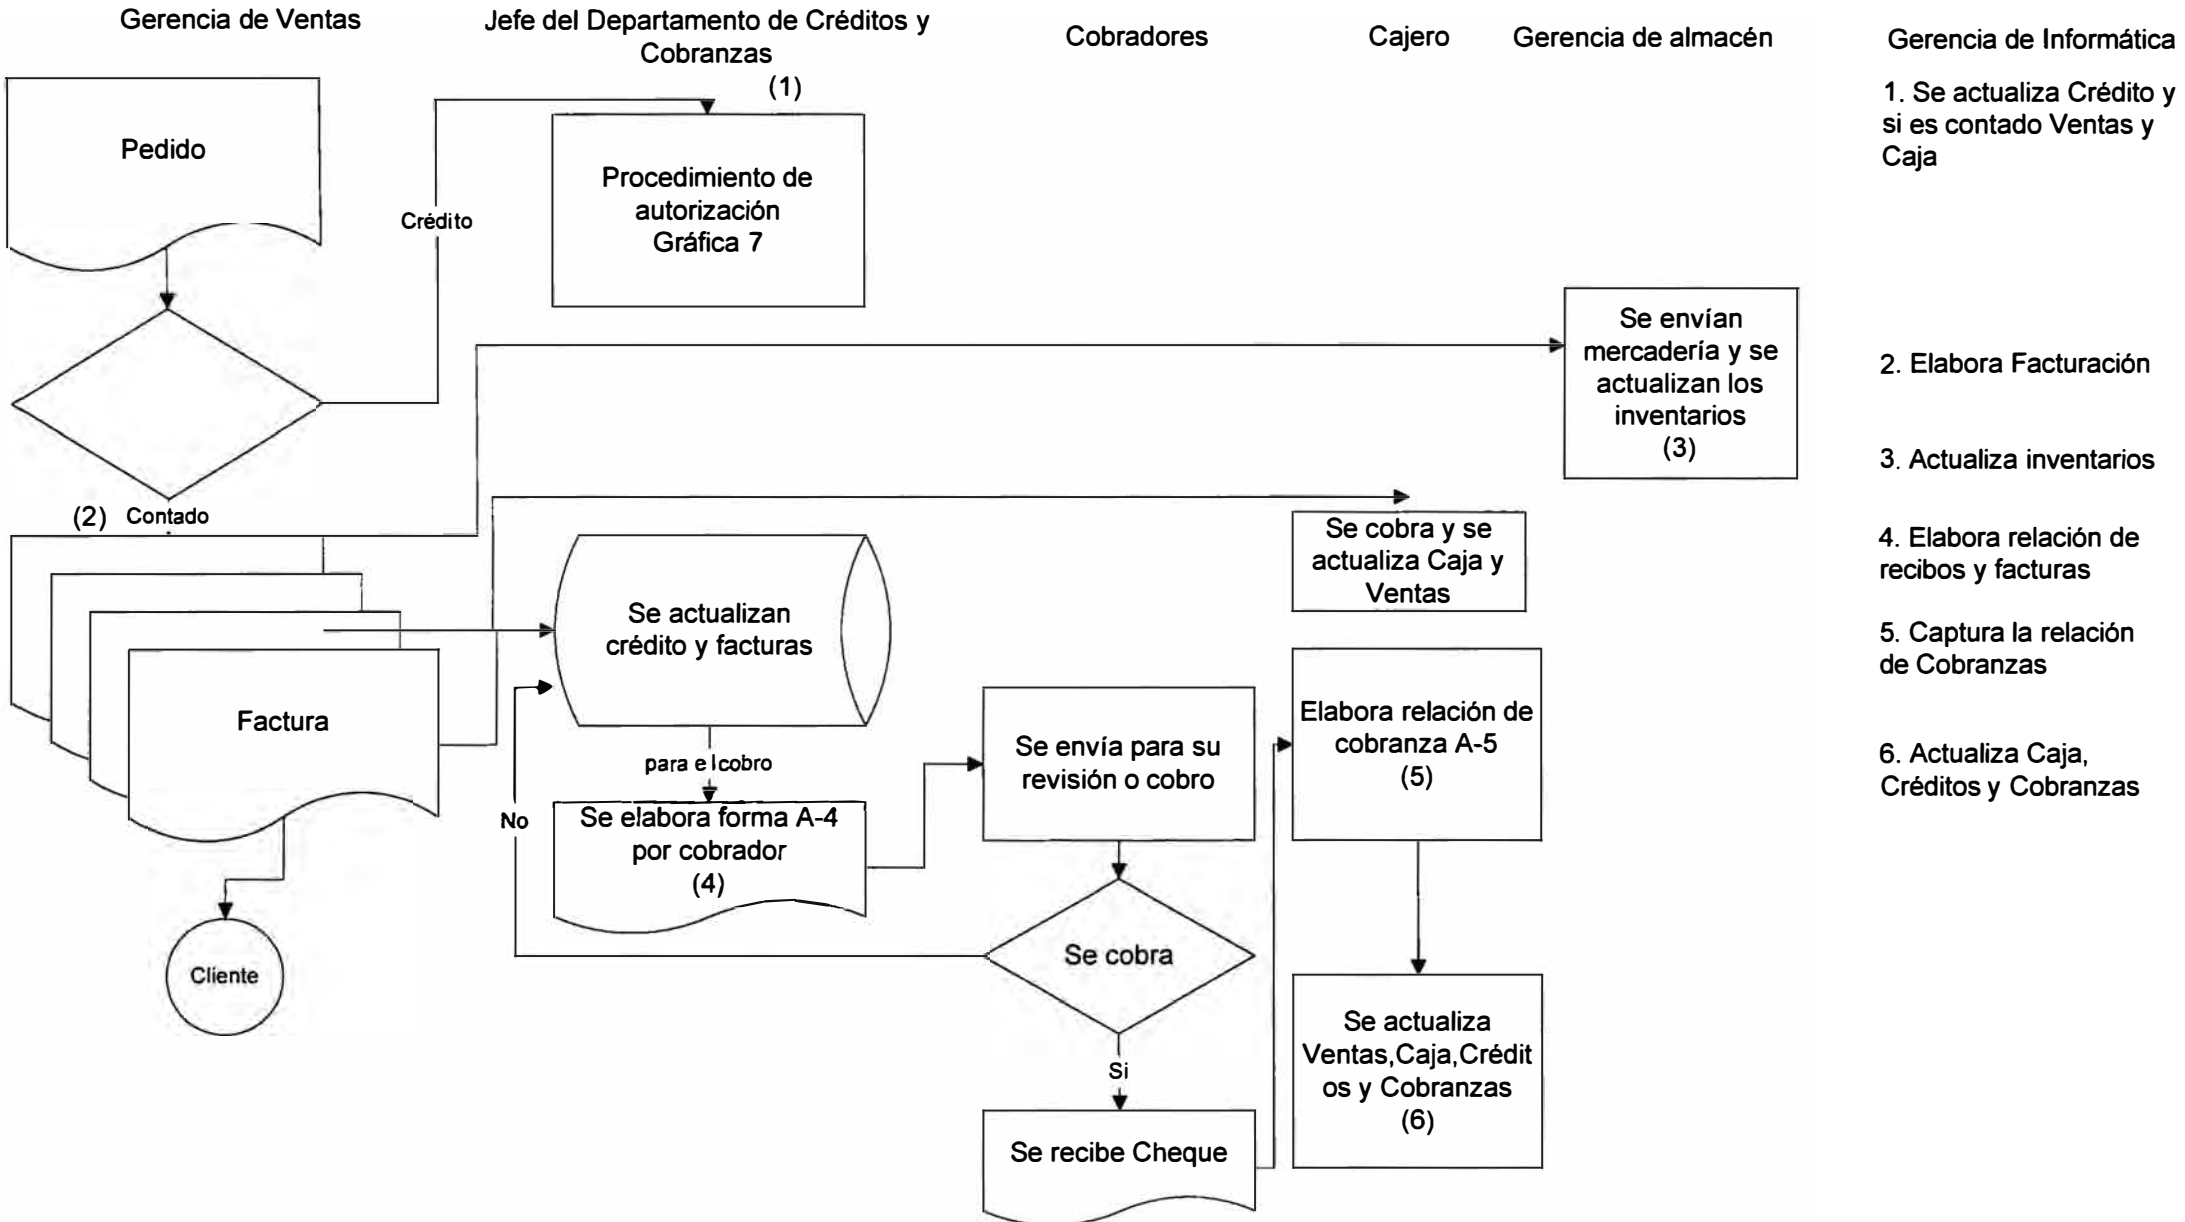 Gerencia de Ventas
Jefe del Departamento de Créditos y
Cobranzas
(1)
Cobradores
Cajero
Gerencia de almacén
Gerencia de Informática
1. Se actualiza Crédito y
si es contado Ventas y
Caja
Pedido
Crédito
Procedimiento de
autorización
Gráfica 7
Se envían
mercadería y se
actualizan los
inventarios
(3)
2. Elabora Facturación
3. Actualiza inventarios
(2) Contado
Se cobra y se
actualiza Caja y
Ventas
4. Elabora relación de
recibos y facturas
Se actualizan
crédito y facturas
5. Captura la relación
de Cobranzas
Factura
Elabora relación de
cobranza A-5
(5)
Se envía para su
revisión o cobro
6. Actualiza Caja,
Créditos y Cobranzas
para el cobro
No
Se elabora forma A-4
por cobrador
(4)
Se cobra
Cliente
Se actualiza
Ventas,Caja,Crédit
os y Cobranzas
(6)
Si
Se recibe Cheque